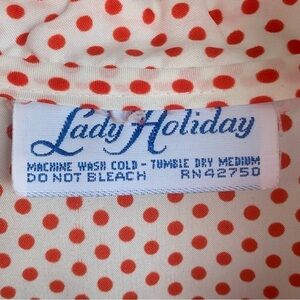 Lady Holiday
MACHINE WASH COLD - TUMBLE DRY MEDIUM
DO NOT BLEACH RN42750